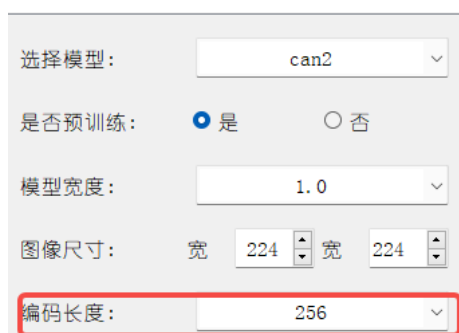 选择模型: can2
是否预训练: 是 否
模型宽度: 1.0
图像尺寸: 宽 224 宽 224
编码长度: 256